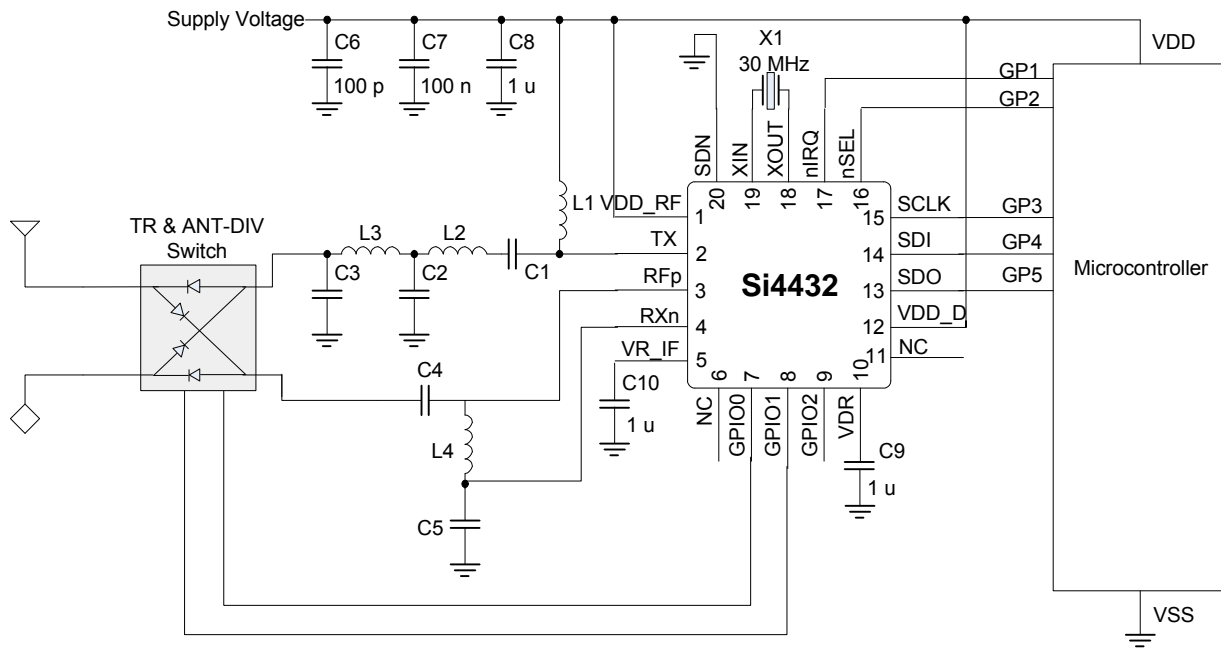 Supply Voltage
C6
100 p
C7
100 n
C8
1 u
X1
30 MHz
VDD
GP1
GP2
SDN
XIN
XOUT
nIRQ
nSEL
20
19
18
17
16
L1
VDD_RF
1
TX
2
RFp
3
RXn
4
VR_IF
5
Si4432
15
SCLK
GP3
14
SDI
GP4
13
SDO
GP5
12
VDD_D
11
NC
Microcontroller
TR & ANT-DIV
Switch
L3
L2
C3
C2
C1
C4
L4
C5
C10
1 u
6
7
8
9
10
NC
GPIO0
GPIO1
GPIO2
VDR
C9
1 u
VSS